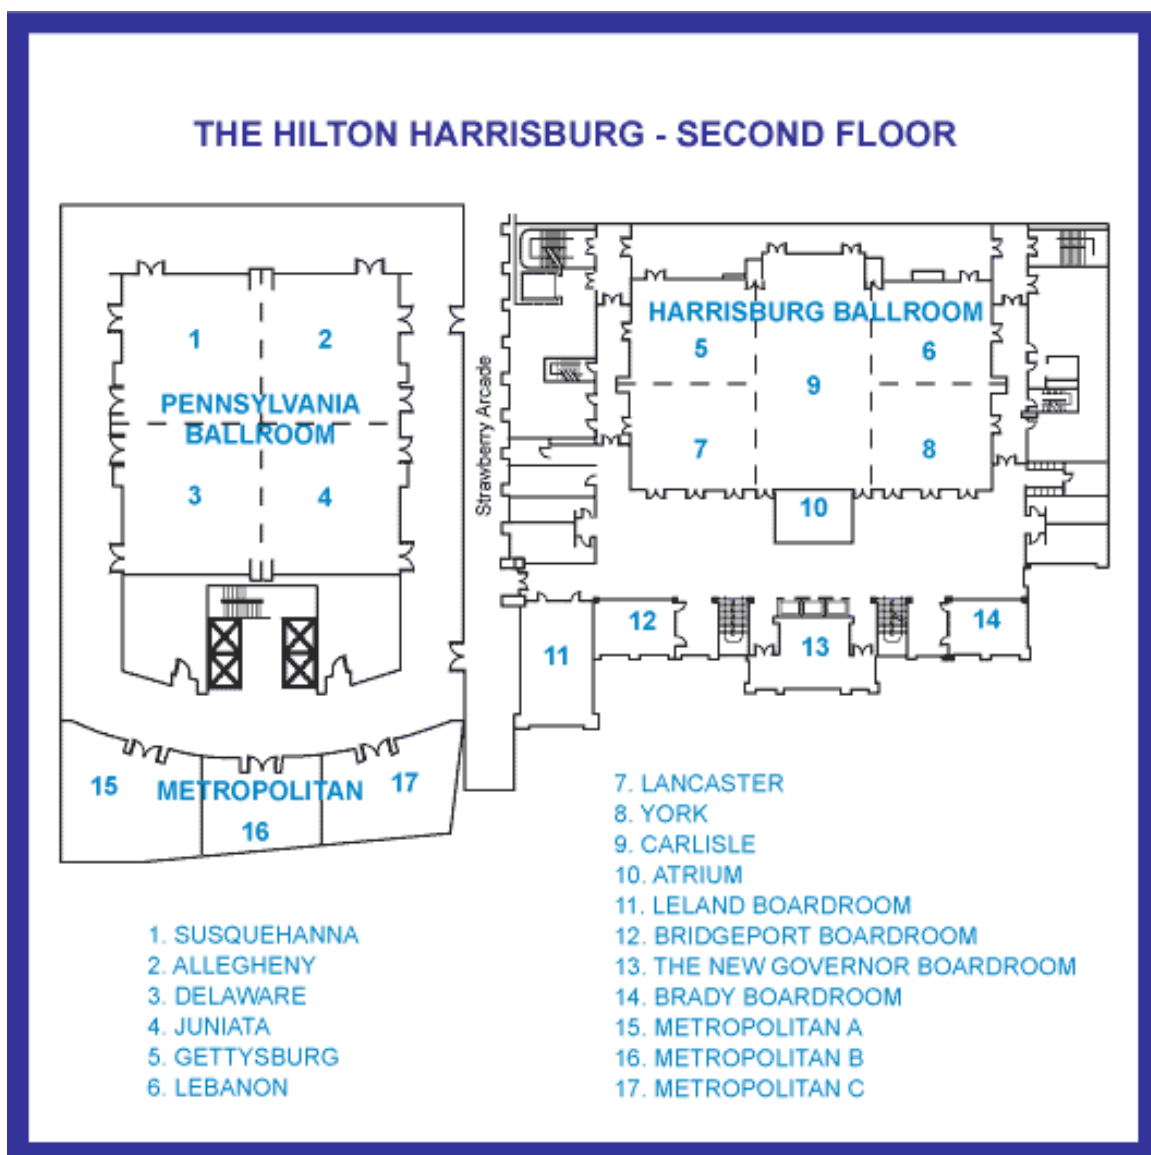 THE HILTON HARRISBURG - SECOND FLOOR
1
2
PENNSYLVANIA
BALLROOM
3
4
Strawberry Arcade
HARRISBURG BALLROOM
5
6
9
7
8
10
11
12
13
14
15
METROPOLITAN
16
17
1. SUSQUEHANNA
2. ALLEGHENY
3. DELAWARE
4. JUNIATA
5. GETTYSBURG
6. LEBANON
7. LANCASTER
8. YORK
9. CARLISLE
10. ATRIUM
11. LELAND BOARDROOM
12. BRIDGEPORT BOARDROOM
13. THE NEW GOVERNOR BOARDROOM
14. BRADY BOARDROOM
15. METROPOLITAN A
16. METROPOLITAN B
17. METROPOLITAN C